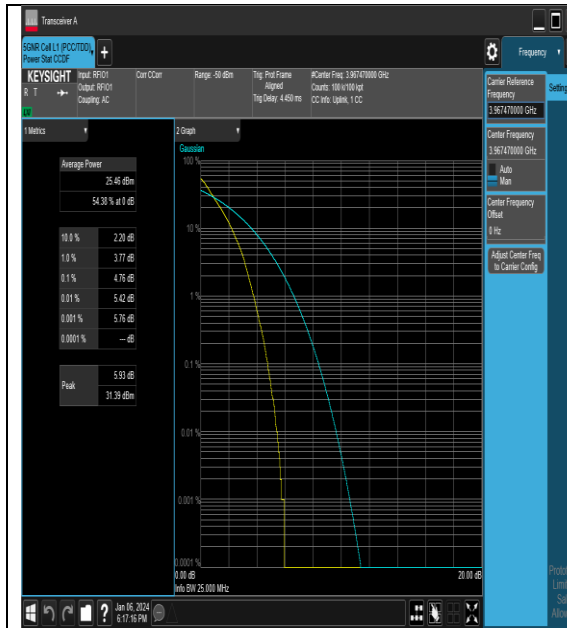 Transceiver A
5GNR Cell L1 (PCC/TDD),
Power Stat CCDF
Frequency
KEYSIGHT
R T
Input: RFIO1
Output: RFIO1
Coupling: AC
Corr CCorr
Range: -50 dBm
Trig: Prot Frame
Aligned
Trig Delay: 4.450 ms
#Center Freq: 3.967470000 GHz
Counts: 100 k/100 kpt
CC Info: Uplink, 1 CC
1 Metrics
Average Power
25.46 dBm
54.38 % at 0 dB
10.0 % 2.20 dB
1.0 % 3.77 dB
0.1 % 4.76 dB
0.01 % 5.42 dB
0.001 % 5.76 dB
0.0001 % --- dB
Peak
5.93 dB
31.39 dBm
2 Graph
Gaussian
100 %
10 %
1 %
0.1 %
0.01 %
0.001 %
0.0001 %
0.00 dB
20.00 dB
Info BW 25.000 MHz
Carrier Reference
Frequency
3.967470000 GHz
Center Frequency
3.967470000 GHz
Auto
Man
Center Frequency
Offset
0 Hz
Adjust Center Freq
to Carrier Config
Setting
Proto
Limi
Sal
Allow
Jan 06, 2024
6:17:16 PM